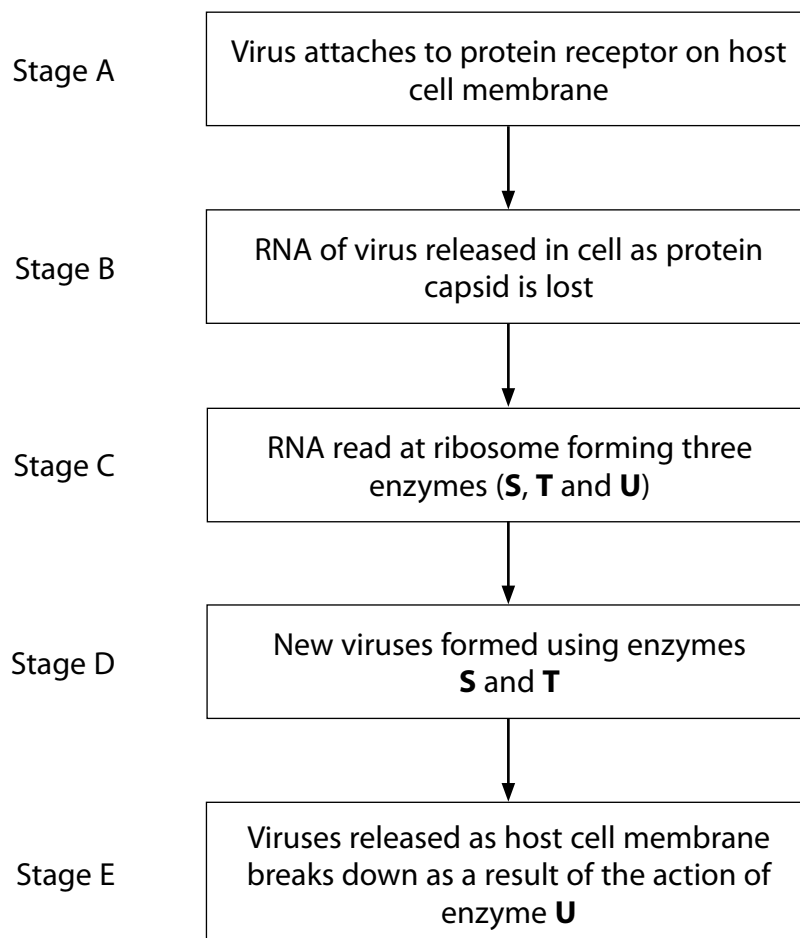 Stage A
Virus attaches to protein receptor on host
cell membrane
Stage B
RNA of virus released in cell as protein
capsid is lost
Stage C
RNA read at ribosome forming three
enzymes (S, T and U)
Stage D
New viruses formed using enzymes
S and T
Stage E
Viruses released as host cell membrane
breaks down as a result of the action of
enzyme U